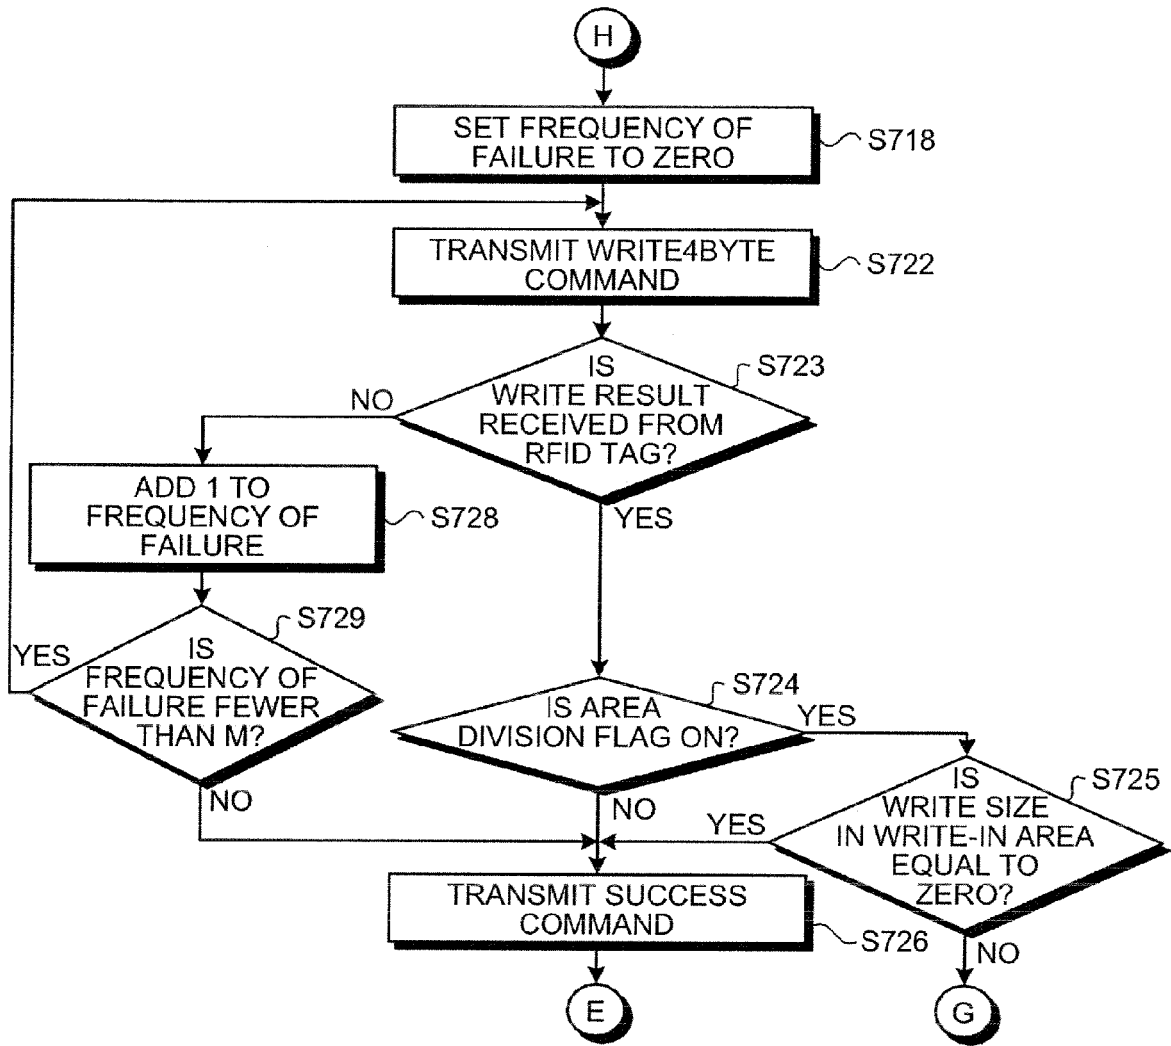 H
SET FREQUENCY OF
FAILURE TO ZERO
S718
TRANSMIT WRITE4BYTE
COMMAND
S722
IS
WRITE RESULT
RECEIVED FROM
RFID TAG?
S723
NO
YES
ADD 1 TO
FREQUENCY OF
FAILURE
S728
IS
FREQUENCY OF
FAILURE FEWER
THAN M?
S729
YES
NO
IS AREA
DIVISION FLAG ON?
S724
YES
NO
IS
WRITE SIZE
IN WRITE-IN AREA
EQUAL TO
ZERO?
S725
YES
NO
TRANSMIT SUCCESS
COMMAND
S726
E
G